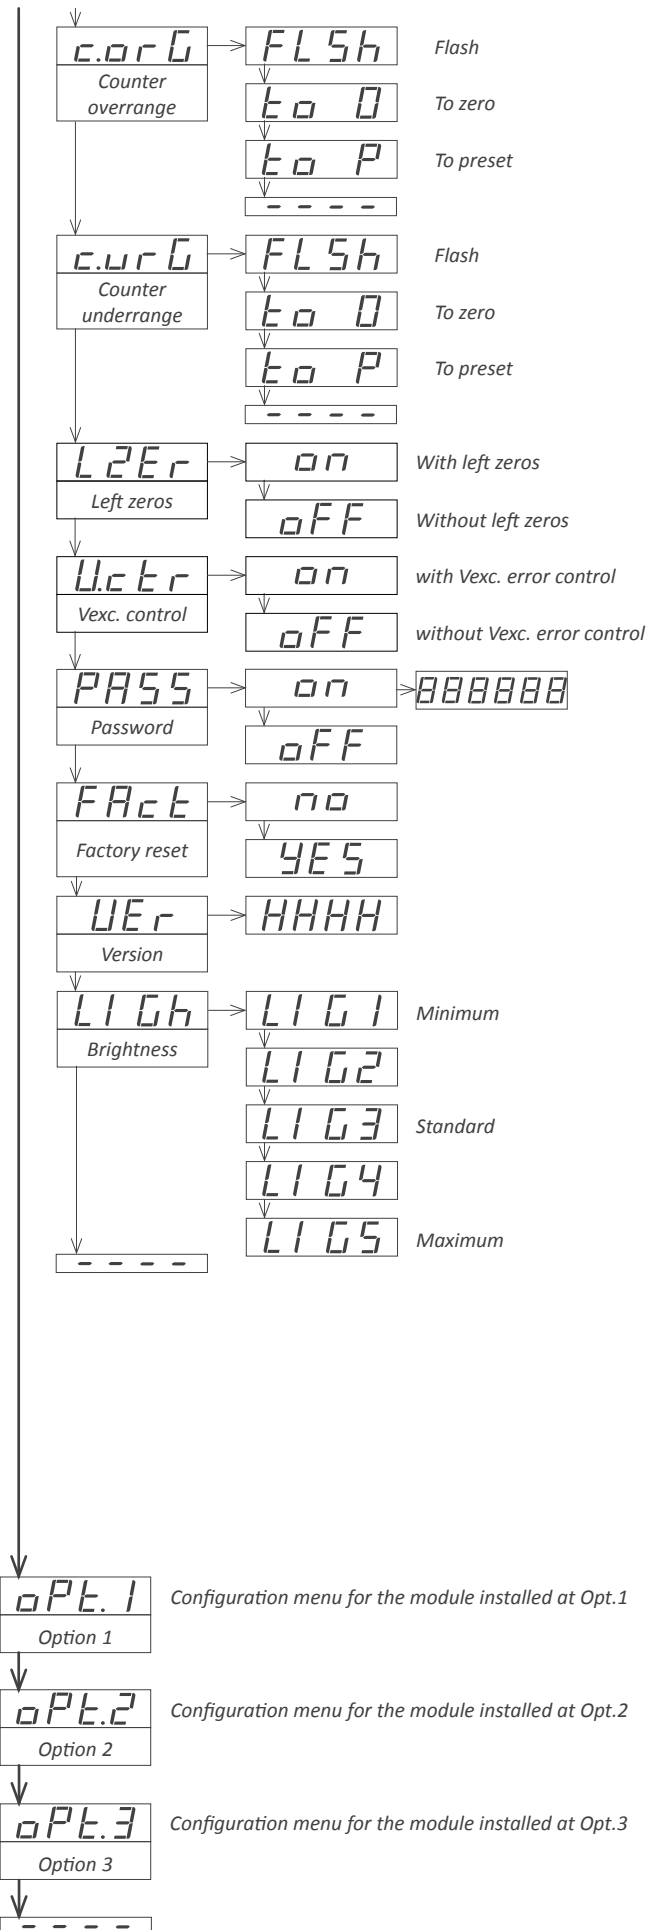 c.orG FLSh Flash
Counter
overrange
to 0 To zero
to P To preset
----
c.urG FLSh Flash
Counter
underrange
to 0 To zero
to P To preset
----
LZEr on With left zeros
Left zeros
oFF Without left zeros
U.ctr on with Vexc. error control
Vexc. control
oFF without Vexc. error control
PASS on 888888
Password
oFF
FAct no
Factory reset
YES
VEr HHHH
Version
LIGh LIG1 Minimum
Brightness
LIG2
LIG3 Standard
LIG4
LIG5 Maximum
----
oPt.1 Configuration menu for the module installed at Opt.1
Option 1
oPt.2 Configuration menu for the module installed at Opt.2
Option 2
oPt.3 Configuration menu for the module installed at Opt.3
Option 3
----